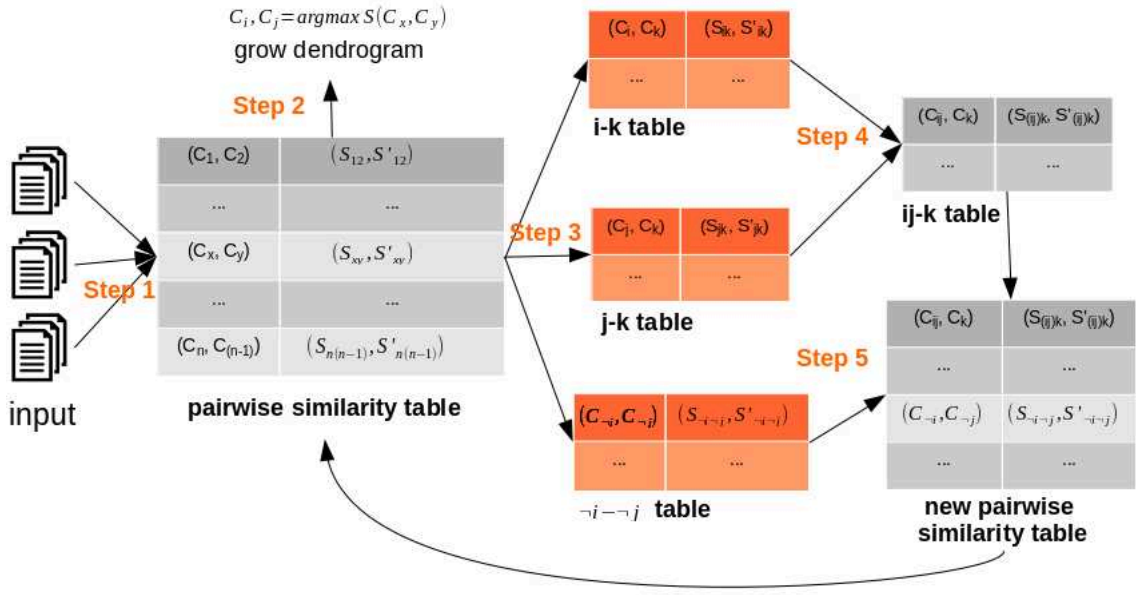 C_i, C_j = argmax S(C_x, C_y)
grow dendrogram
Step 2
(C_i, C_k) (S_ik, S'_ik)
... ...
i-k table
Step 4
(C_ij, C_k) (S_(ij)k, S'_(ij)k)
... ...
ij-k table
(C_1, C_2) (S_12, S'_12)
... ...
(C_x, C_y) (S_xy, S'_xy)
... ...
(C_n, C_(n-1)) (S_n(n−1), S'_n(n−1))
pairwise similarity table
Step 1
input
Step 3
(C_j, C_k) (S_jk, S'_jk)
... ...
j-k table
Step 5
(C_¬i, C_¬j) (S_¬i¬j, S'_¬i¬j)
... ...
¬i−¬j table
(C_ij, C_k) (S_(ij)k, S'_(ij)k)
... ...
(C_¬i, C_¬j) (S_¬i¬j, S'_¬i¬j)
... ...
new pairwise
similarity table